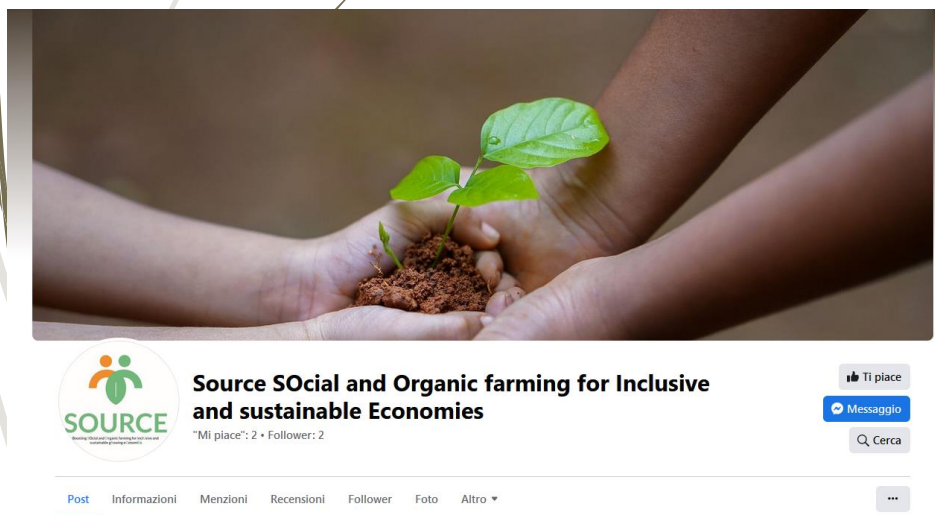 SOURCE
Source SOcial and Organic farming for Inclusive
and sustainable Economies
"Mi piace": 2 • Follower: 2
Ti piace
Messaggio
Cerca
Post Informazioni Menzioni Recensioni Follower Foto Altro